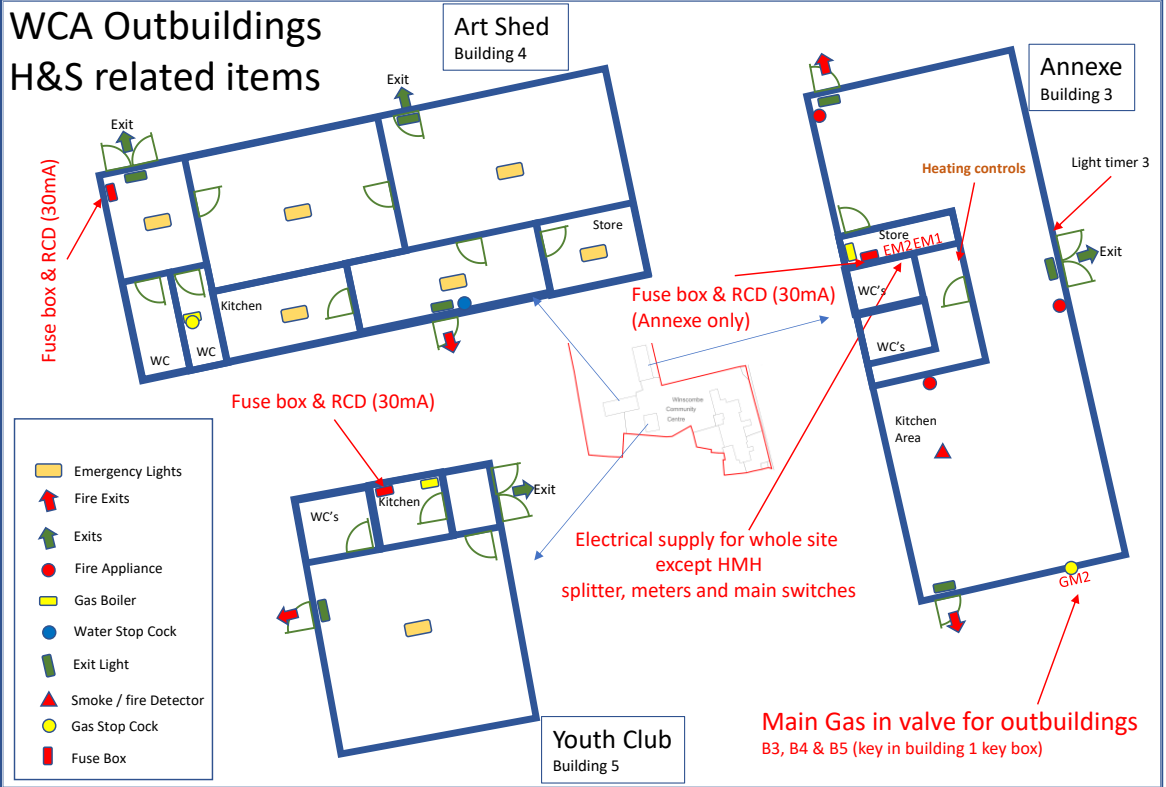 WCA Outbuildings
H&S related items
Art Shed
Building 4
Annexe
Building 3
Exit
Exit
Fuse box & RCD (30mA)
Store
Kitchen
WC
WC
Heating controls
Light timer 3
Store
EM2EM1
Exit
WC's
WC's
Kitchen
Area
Fuse box & RCD (30mA)
(Annexe only)
Winscombe
Community
Centre
Fuse box & RCD (30mA)
WC's
Kitchen
Exit
Electrical supply for whole site
except HMH
splitter, meters and main switches
GM2
Main Gas in valve for outbuildings
B3, B4 & B5 (key in building 1 key box)
Youth Club
Building 5
Emergency Lights
Fire Exits
Exits
Fire Appliance
Gas Boiler
Water Stop Cock
Exit Light
Smoke / fire Detector
Gas Stop Cock
Fuse Box